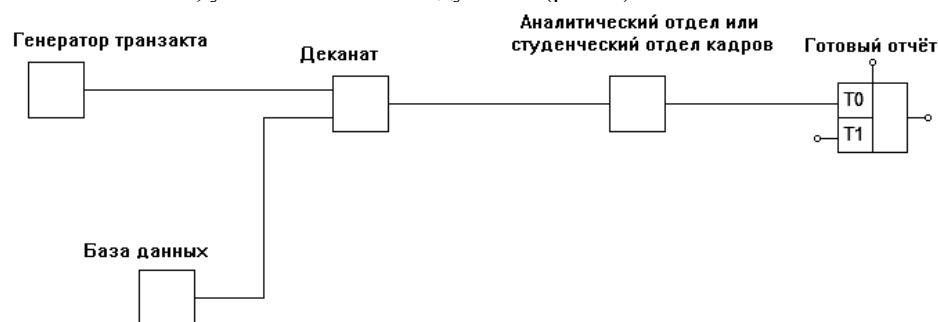 Аналитический отдел или
студенческий отдел кадров
Генератор транзакта
Деканат
Готовый отчёт
T0
T1
База данных